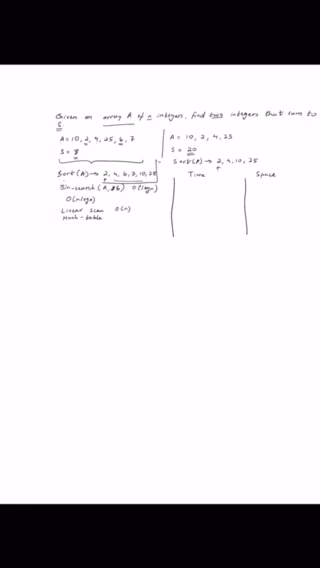 Given an array A of n integers, find two integers that sum to
S.
A = 10, 2, 4, 25, 6, 7
S = 8
Sort(A) → 2, 4, 6, 7, 10, 25
Bin-search (A, 6) O(logn)
O(nlogn)
Linear Scan O(n)
Hash-table
A = 10, 2, 4, 25
S = 20
Sort(A) → 2, 4, 10, 25
Time Space